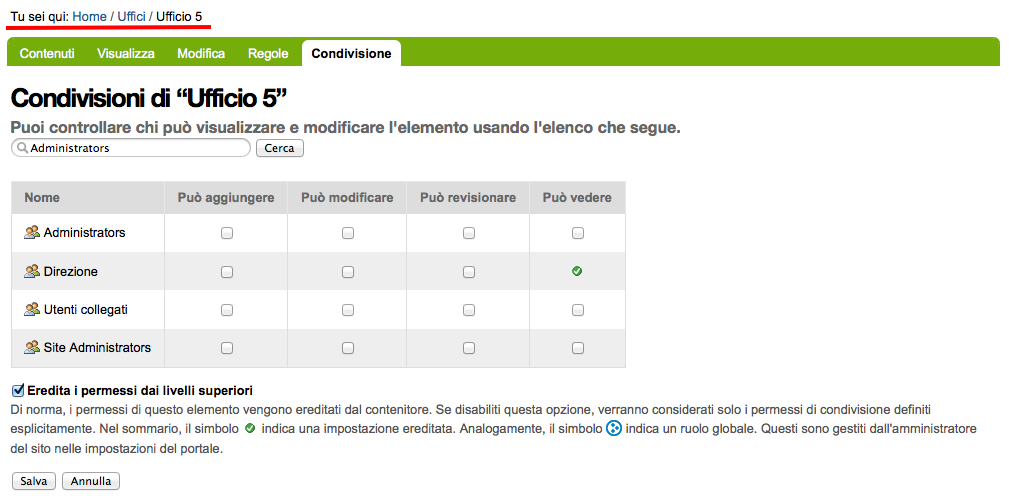 Tu sei qui: Home / Uffici / Ufficio 5
Contenuti Visualizza Modifica Regole Condivisione
Condivisioni di “Ufficio 5”
Puoi controllare chi può visualizzare e modificare l'elemento usando l'elenco che segue.
Administrators Cerca
Nome Può aggiungere Può modificare Può revisionare Può vedere
Administrators
Direzione
Utenti collegati
Site Administrators
Eredita i permessi dai livelli superiori
Di norma, i permessi di questo elemento vengono ereditati dal contenitore. Se disabiliti questa opzione, verranno considerati solo i permessi di condivisione definiti
esplicitamente. Nel sommario, il simbolo indica una impostazione ereditata. Analogamente, il simbolo indica un ruolo globale. Questi sono gestiti dall'amministratore
del sito nelle impostazioni del portale.
Salva Annulla